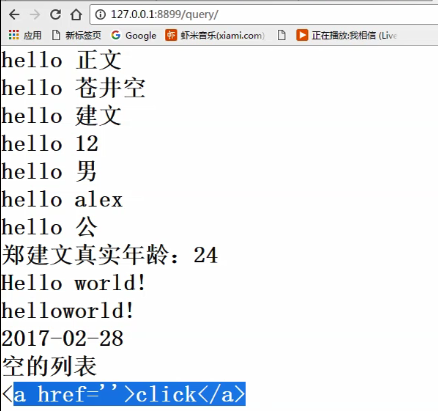 127.0.0.1:8899/query/
应用 新标签页 Google 虾米音乐(xiami.com) 正在播放:我相信 (Live
hello 正文
hello 苍井空
hello 建文
hello 12
hello 男
hello alex
hello 公
郑建文真实年龄：24
Hello world!
helloworld!
2017-02-28
空的列表
<a href=''>click</a>